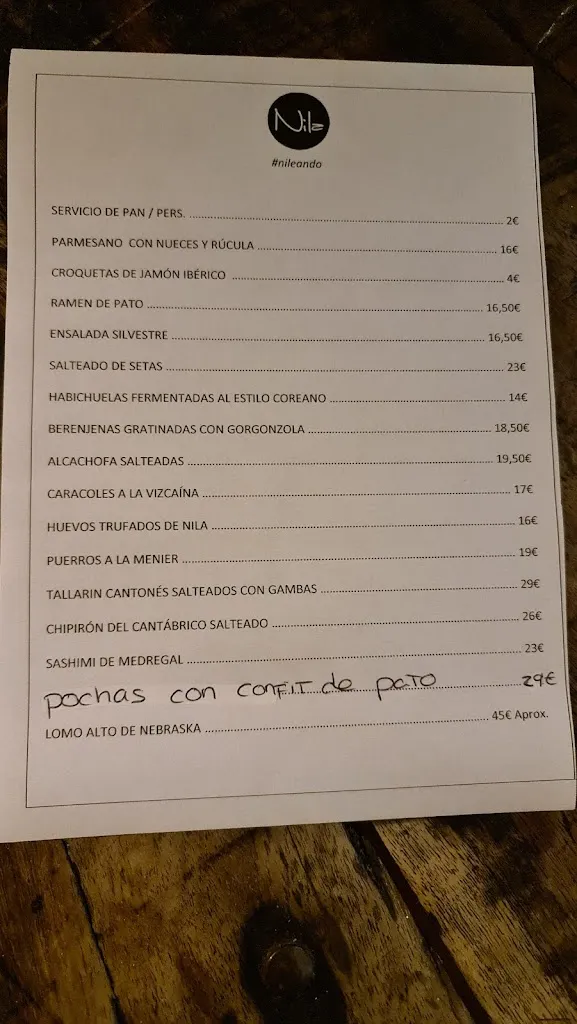 Nila
#nileando
SERVICIO DE PAN / PERS. 2€
PARMESANO CON NUECES Y RÚCULA 16€
CROQUETAS DE JAMÓN IBÉRICO 4€
RAMEN DE PATO 16,50€
ENSALADA SILVESTRE 16,50€
SALTEADO DE SETAS 23€
HABICHUELAS FERMENTADAS AL ESTILO COREANO 14€
BERENJENAS GRATINADAS CON GORGONZOLA 18,50€
ALCACHOFA SALTEADAS 19,50€
CARACOLES A LA VIZCAÍNA 17€
HUEVOS TRUFADOS DE NILA 16€
PUERROS A LA MENIER 19€
TALLARIN CANTONÉS SALTEADOS CON GAMBAS 29€
CHIPIRÓN DEL CANTÁBRICO SALTEADO 26€
SASHIMI DE MEDREGAL 23€
pochas con confit de pato 29€
LOMO ALTO DE NEBRASKA 45€ Aprox.